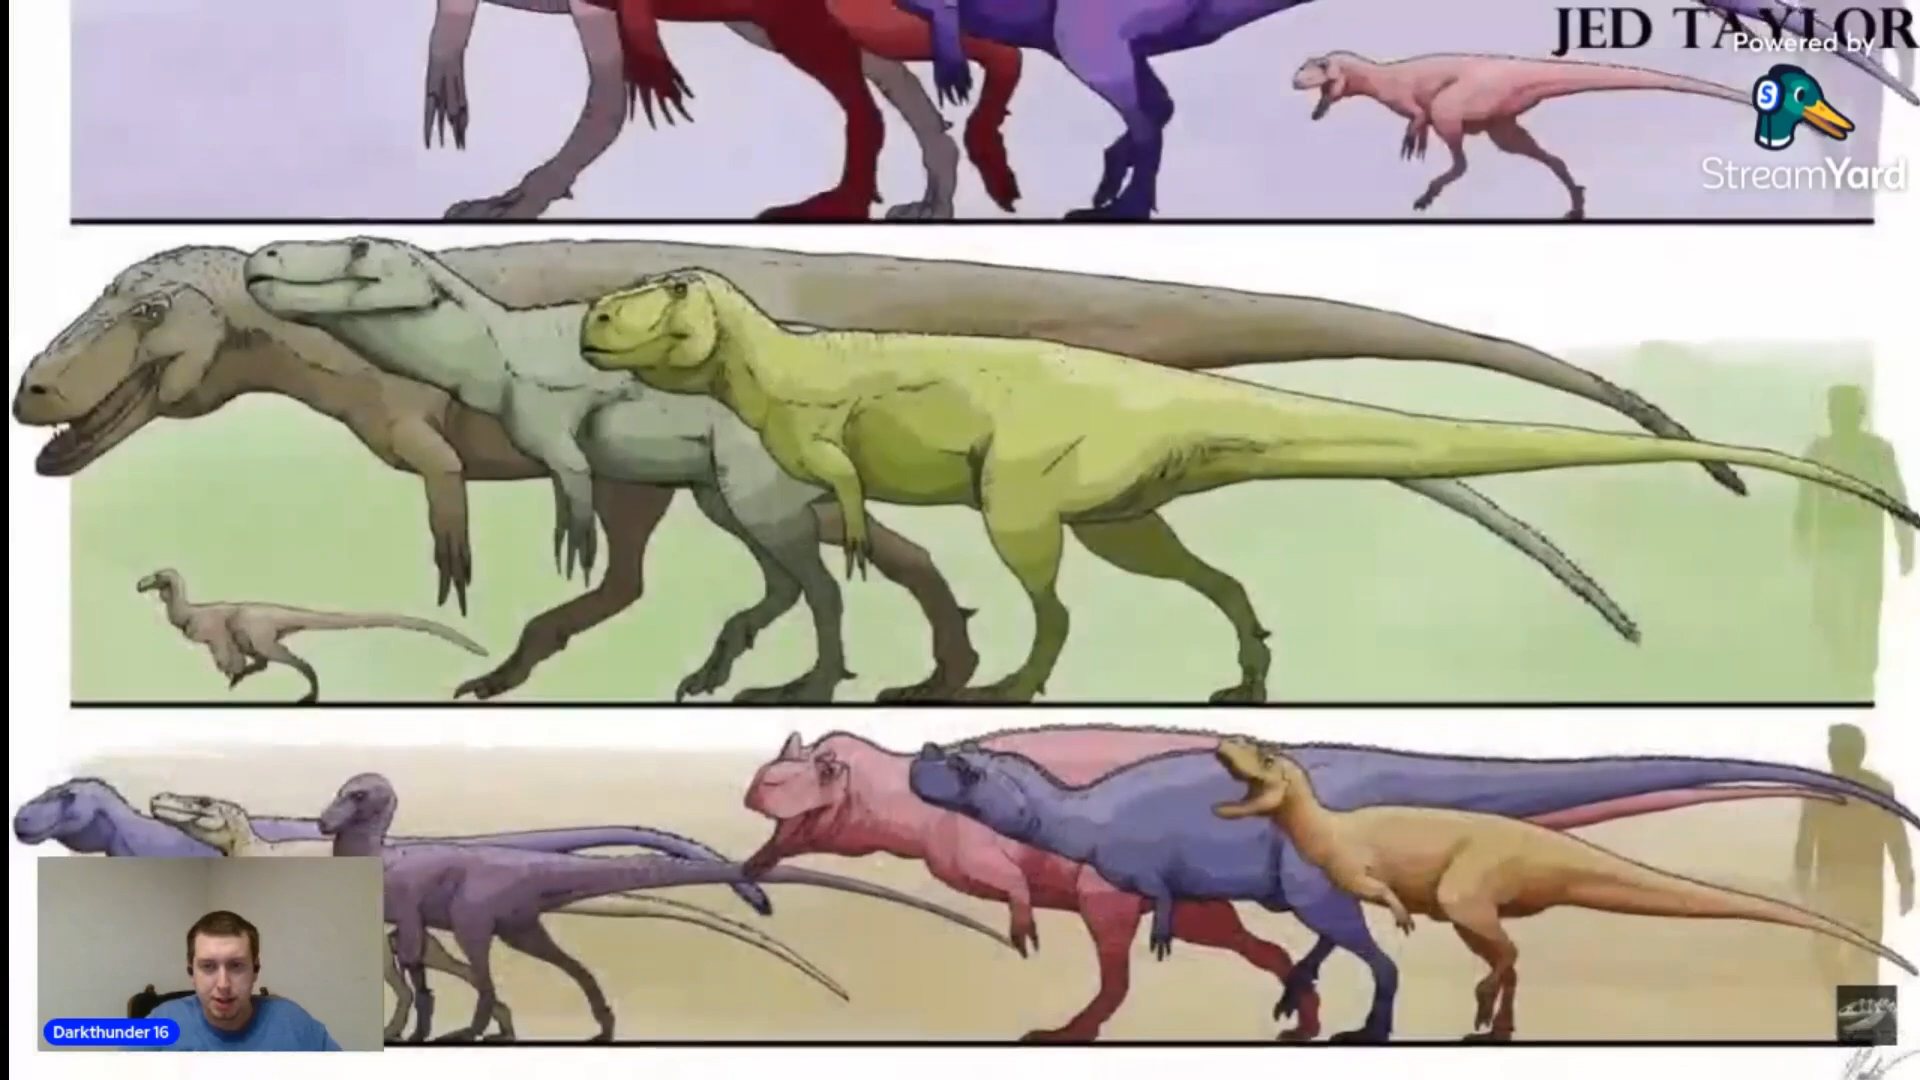 JED TAYLOR
Powered by
S
StreamYard
Darkthunder 16